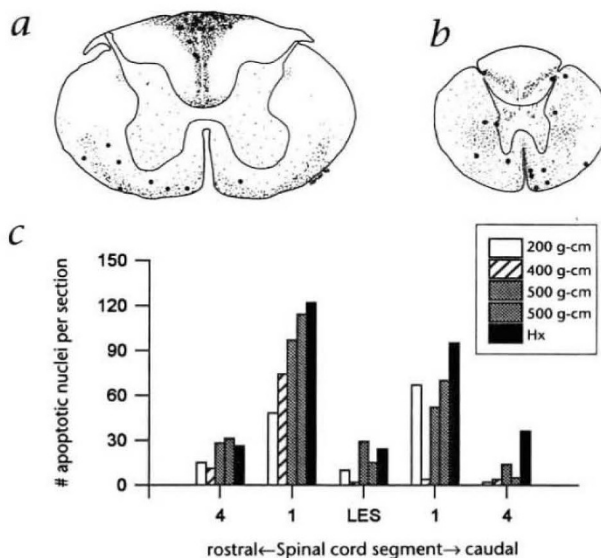 a
b
c
# apoptotic nuclei per section
150
120
90
60
30
0
200 g-cm
400 g-cm
500 g-cm
500 g-cm
Hx
4 1 LES 1 4
rostral←Spinal cord segment→ caudal